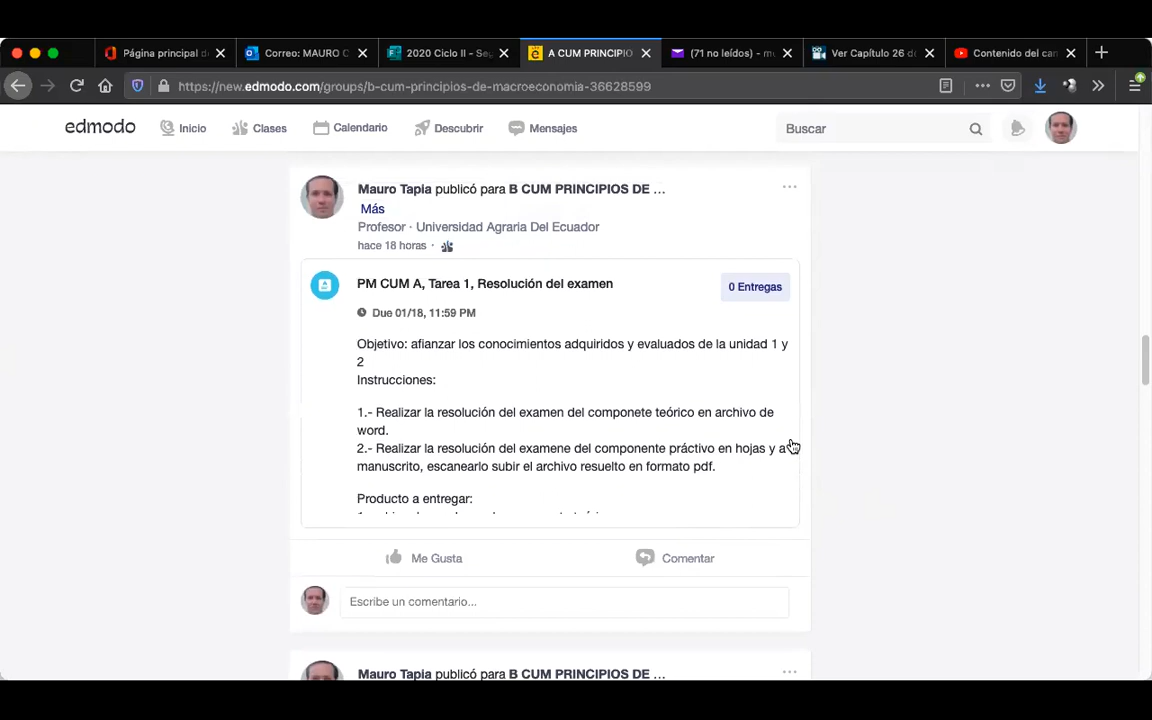 Página principal de
Correo: MAURO C
2020 Ciclo II - Seg
A CUM PRINCIPIO
(71 no leídos) - m
Ver Capítulo 26 d
Contenido del car
https://new.edmodo.com/groups/b-cum-principios-de-macroeconomia-36628599
edmodo
Inicio
Clases
Calendario
Descubrir
Mensajes
Buscar
Mauro Tapia publicó para B CUM PRINCIPIOS DE ...
Más
Profesor · Universidad Agraria Del Ecuador
hace 18 horas ·
PM CUM A, Tarea 1, Resolución del examen
0 Entregas
Due 01/18, 11:59 PM
Objetivo: afianzar los conocimientos adquiridos y evaluados de la unidad 1 y
2
Instrucciones:
1.- Realizar la resolución del examen del componete teórico en archivo de
word.
2.- Realizar la resolución del examene del componente práctivo en hojas y a
manuscrito, escanearlo subir el archivo resuelto en formato pdf.
Producto a entregar:
Me Gusta
Comentar
Escribe un comentario...
Mauro Tapia publicó para B CUM PRINCIPIOS DE ...